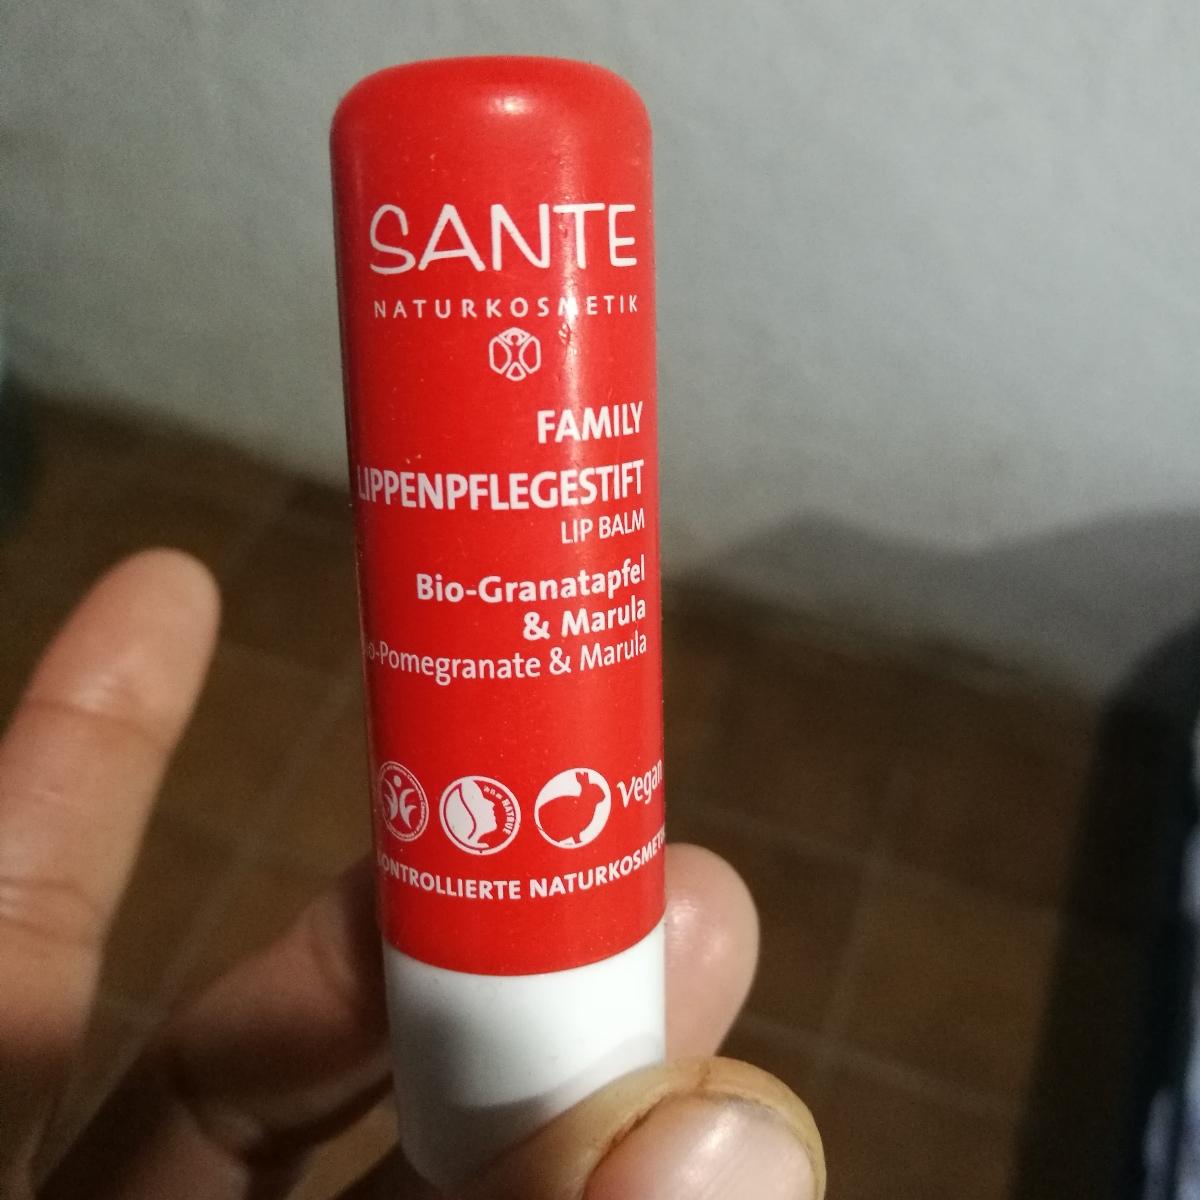 SANTE
NATURKOSMETIK
FAMILY
LIPPENPFLEGESTIFT
LIP BALM
Bio-Granatapfel
& Marula
-Pomegranate & Marula
Vegan
KONTROLLIERTE NATURKOSMETIK